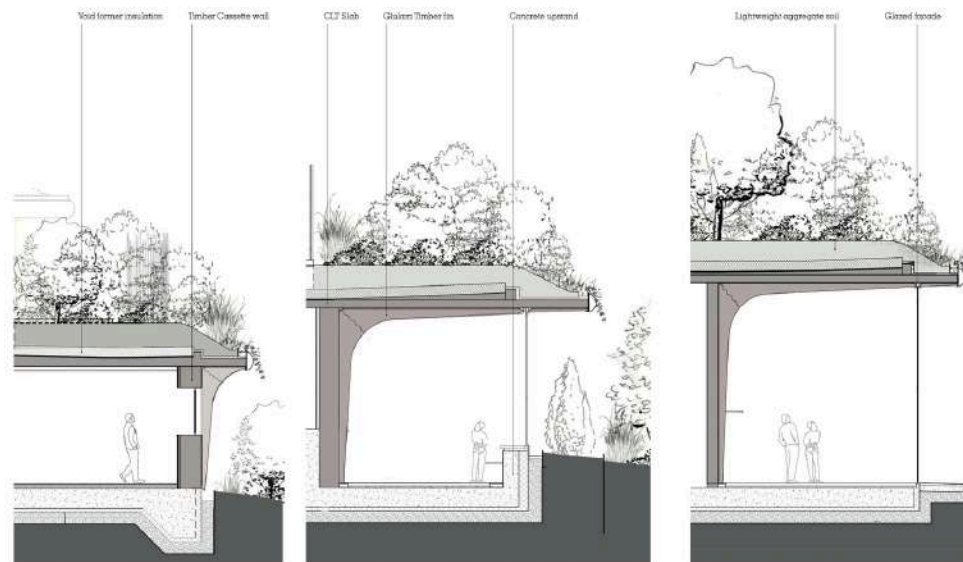 Void former insulation
Timber Cassette wall
CLT Slab
Glulam Timber fin
Concrete upstand
Lightweight aggregate soil
Glazed facade